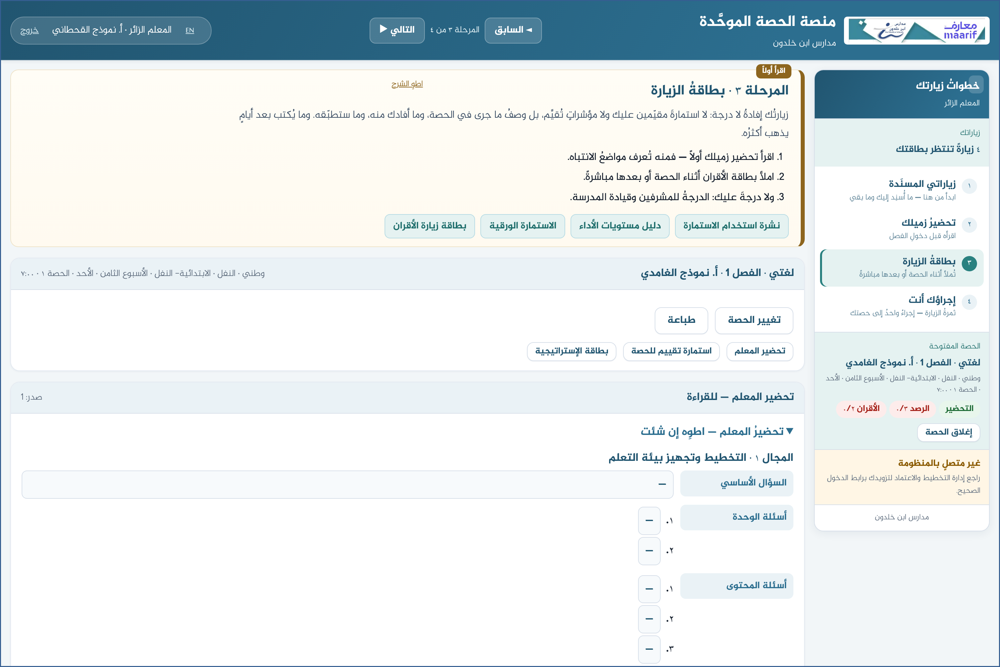 معارف
maarif
مدارس
ابن خلدون
منصة الحصة الموحَّدة
مدارس ابن خلدون
◄ السابق
المرحلة ٣ من ٤
التالي ◄
EN
المعلم الزائر · أ. نموذج القحطاني
خروج
خطواتُ زيارتك
المعلم الزائر
زياراتك
٤ زيارةً تنتظر بطاقتك
١
زياراتي المسنَدة
ابدأ من هنا — ما أُسنِد إليك وما بقي
٢
تحضيرُ زميلك
اقرأه قبل دخولِ الفصل
٣
بطاقةُ الزيارة
تُملأ أثناء الحصة أو بعدها مباشرةً
٤
إجراؤك أنت
ثمرةُ الزيارة — إجراءٌ واحدٌ إلى حصتك
الحصة المفتوحة
لغتي · الفصل 1 · أ. نموذج الغامدي
وطني · النفل · الابتدائية- النفل · الأسبوع الثامن · الأحد
· الحصة ١ · ٧:٠٠
التحضير
الرصد ٠/٣
الأقران ٠/٢
إغلاق الحصة
غير متصلٍ بالمنظومة
راجع إدارة التخطيط والاعتماد لتزويدك برابط الدخول
الصحيح.
مدارس ابن خلدون
اقرأ أولاً
المرحلة ٣ · بطاقةُ الزيارة
اطوِ الشرح
زيارتُك إفادةٌ لا درجة: لا استمارةَ مقيّمين عليك ولا مؤشراتٍ تُقيَّم، بل وصفُ ما جرى في الحصة، وما أفادك منه، وما ستطبّقه. وما يُكتب بعد أيامٍ
يذهب أكثرُه.
1. اقرأ تحضير زميلك أولاً — فمنه تُعرف مواضعُ الانتباه.
2. املأ بطاقة الأقران أثناء الحصة أو بعدها مباشرةً.
3. ولا درجةَ عليك: الدرجةُ للمشرفين وقيادة المدرسة.
نشرة استخدام الاستمارة
دليل مستويات الأداء
الاستمارة الورقية
بطاقة زيارة الأقران
لغتي · الفصل 1 · أ. نموذج الغامدي
وطني · النفل · الابتدائية- النفل · الأسبوع الثامن · الأحد · الحصة ١ · ٧:٠٠
تغيير الحصة
طباعة
تحضير المعلم
استمارة تقييم للحصة
بطاقة الإستراتيجية
تحضير المعلم — للقراءة
صدر: 1
▼ تحضيرُ المعلم — اطوِه إن شئت
المجال ١ · التخطيط وتجهيز بيئة التعلم
السؤال الأساسي
—
أسئلة الوحدة
١. —
٢. —
أسئلة المحتوى
١. —
٢. —
٣. —